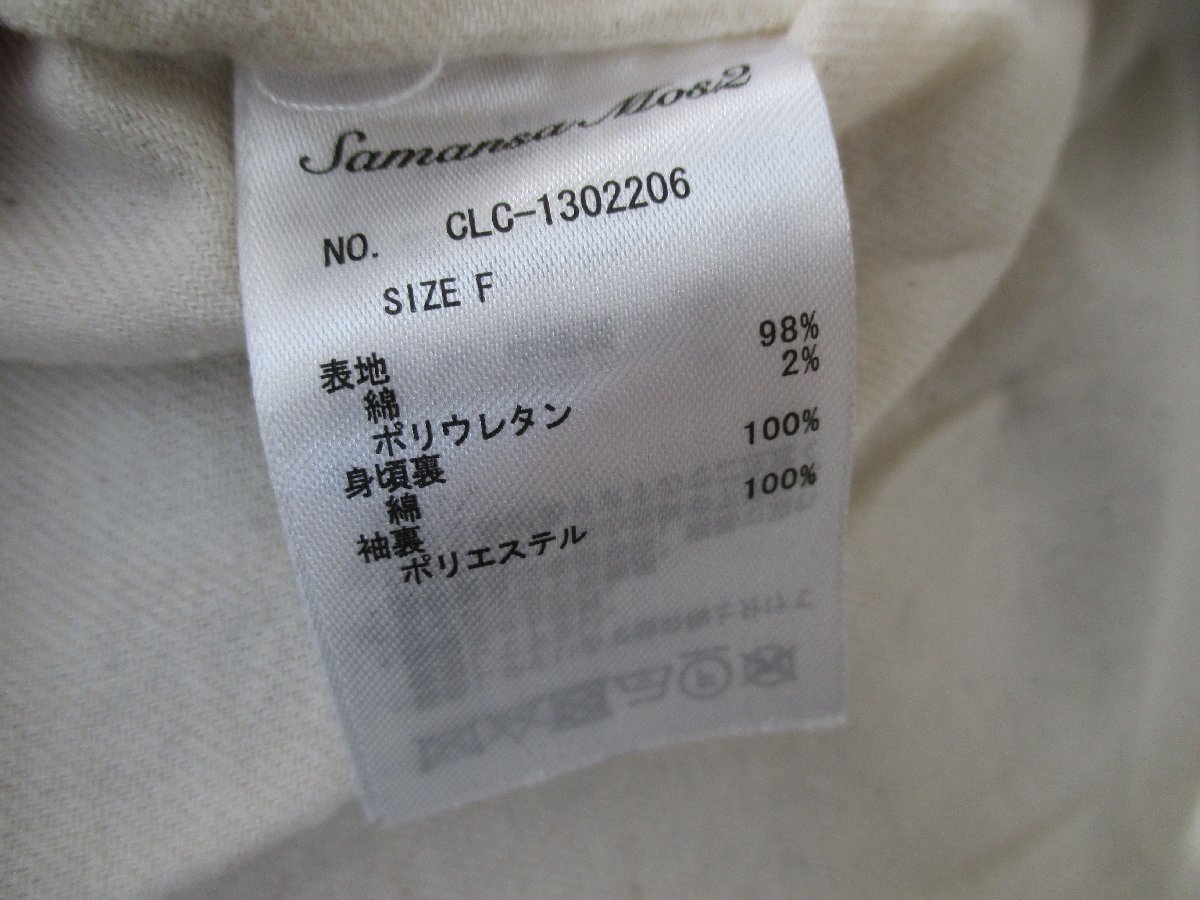 Samansa Mos2
NO. CLC-1302206
SIZE F
表地
綿 98%
ポリウレタン 2%
身頃裏
綿 100%
袖裏
ポリエステル 100%